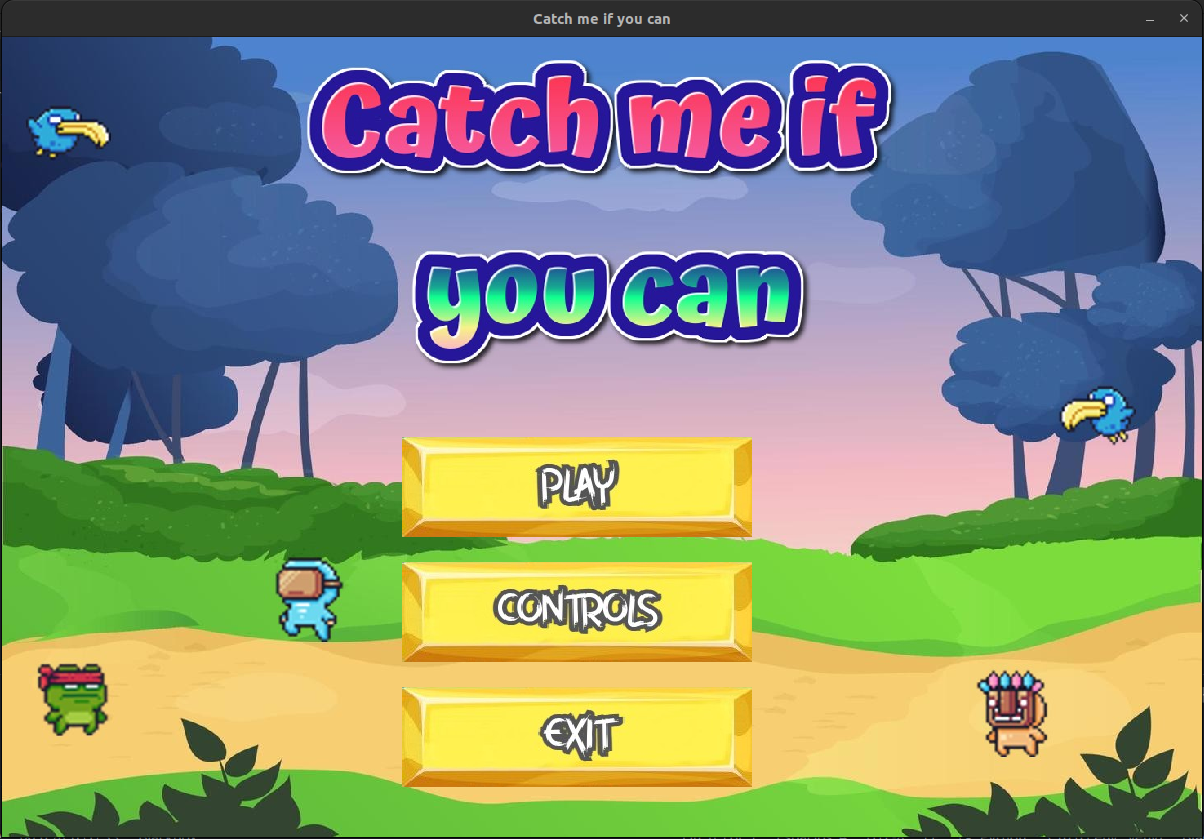 Catch me if you can
Catch me if
you can
PLAY
CONTROLS
EXIT